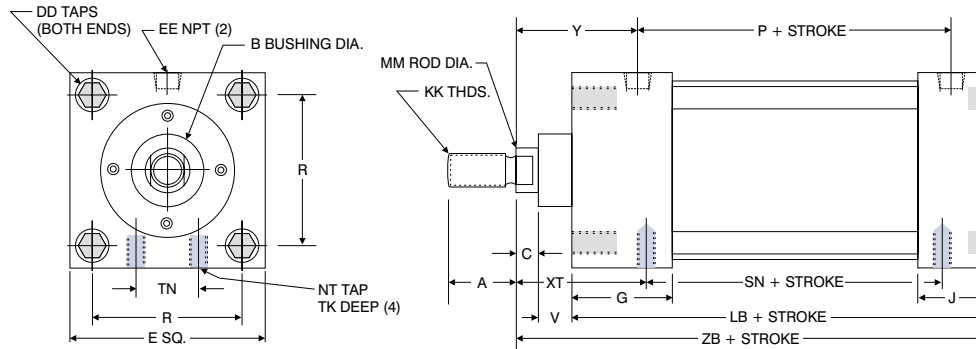 DD TAPS
(BOTH ENDS)
EE NPT (2)
B BUSHING DIA.
R
TN
R
E SQ.
NT TAP
TK DEEP (4)
Y
P + STROKE
MM ROD DIA.
KK THDS.
C
A
XT
SN + STROKE
G
J
V
LB + STROKE
ZB + STROKE